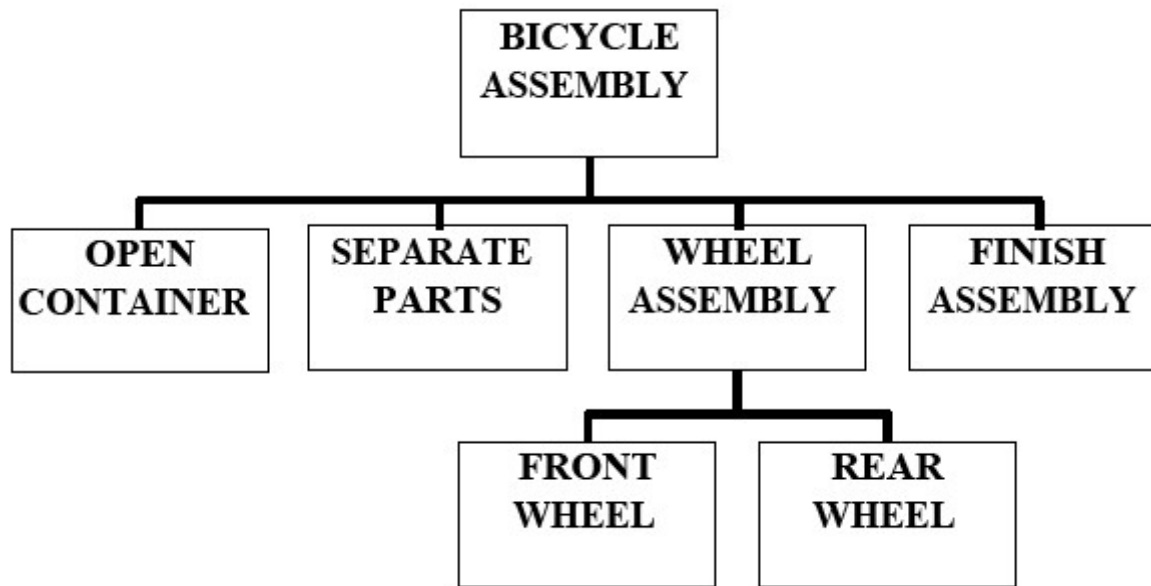 BICYCLE
ASSEMBLY
OPEN
CONTAINER
SEPARATE
PARTS
WHEEL
ASSEMBLY
FINISH
ASSEMBLY
FRONT
WHEEL
REAR
WHEEL